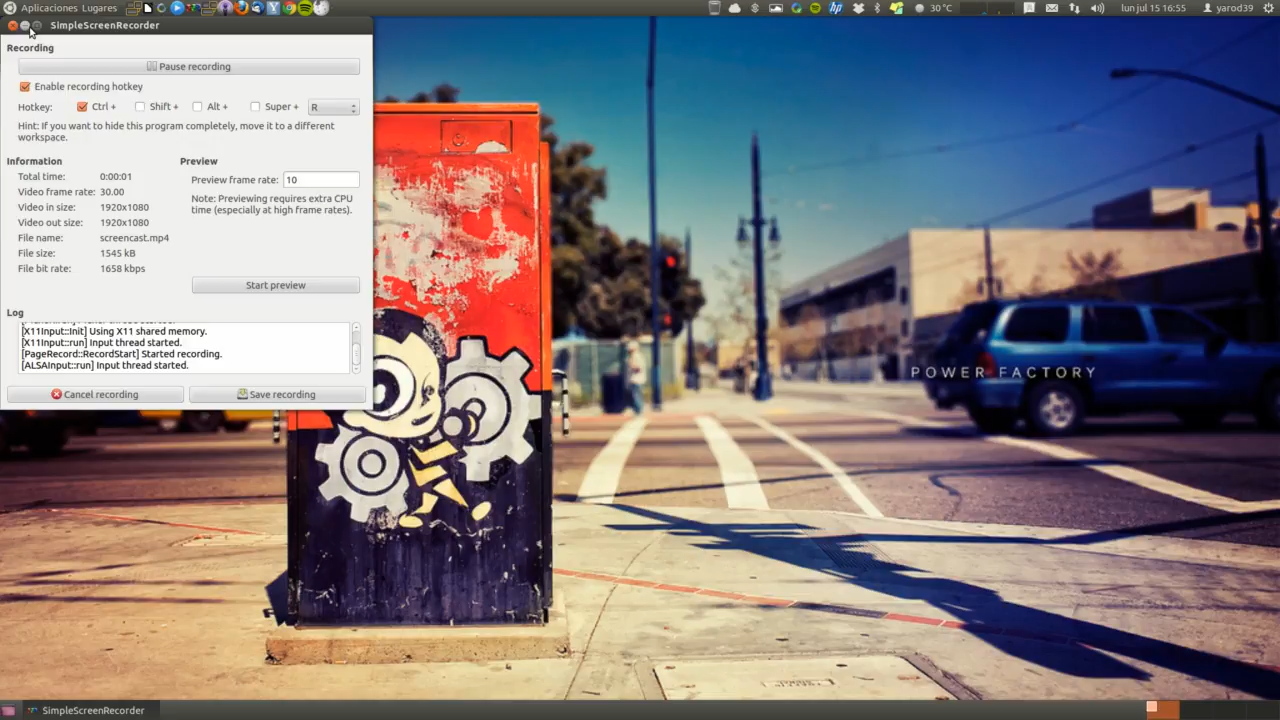 Aplicaciones Lugares
30 °C
lun jul 15 16:55
yarod39
SimpleScreenRecorder
Recording
Pause recording
Enable recording hotkey
Hotkey:
Ctrl +
Shift +
Alt +
Super +
R
Hint: If you want to hide this program completely, move it to a different
workspace.
Information
Total time: 0:00:01
Video frame rate: 30.00
Video in size: 1920x1080
Video out size: 1920x1080
File name: screencast.mp4
File size: 1545 kB
File bit rate: 1658 kbps
Preview
Preview frame rate: 10
Note: Previewing requires extra CPU
time (especially at high frame rates).
Start preview
Log
[X11Input::Init] Using X11 shared memory.
[X11Input::run] Input thread started.
[PageRecord::RecordStart] Started recording.
[ALSAInput::run] Input thread started.
Cancel recording
Save recording
POWER FACTORY
SimpleScreenRecorder